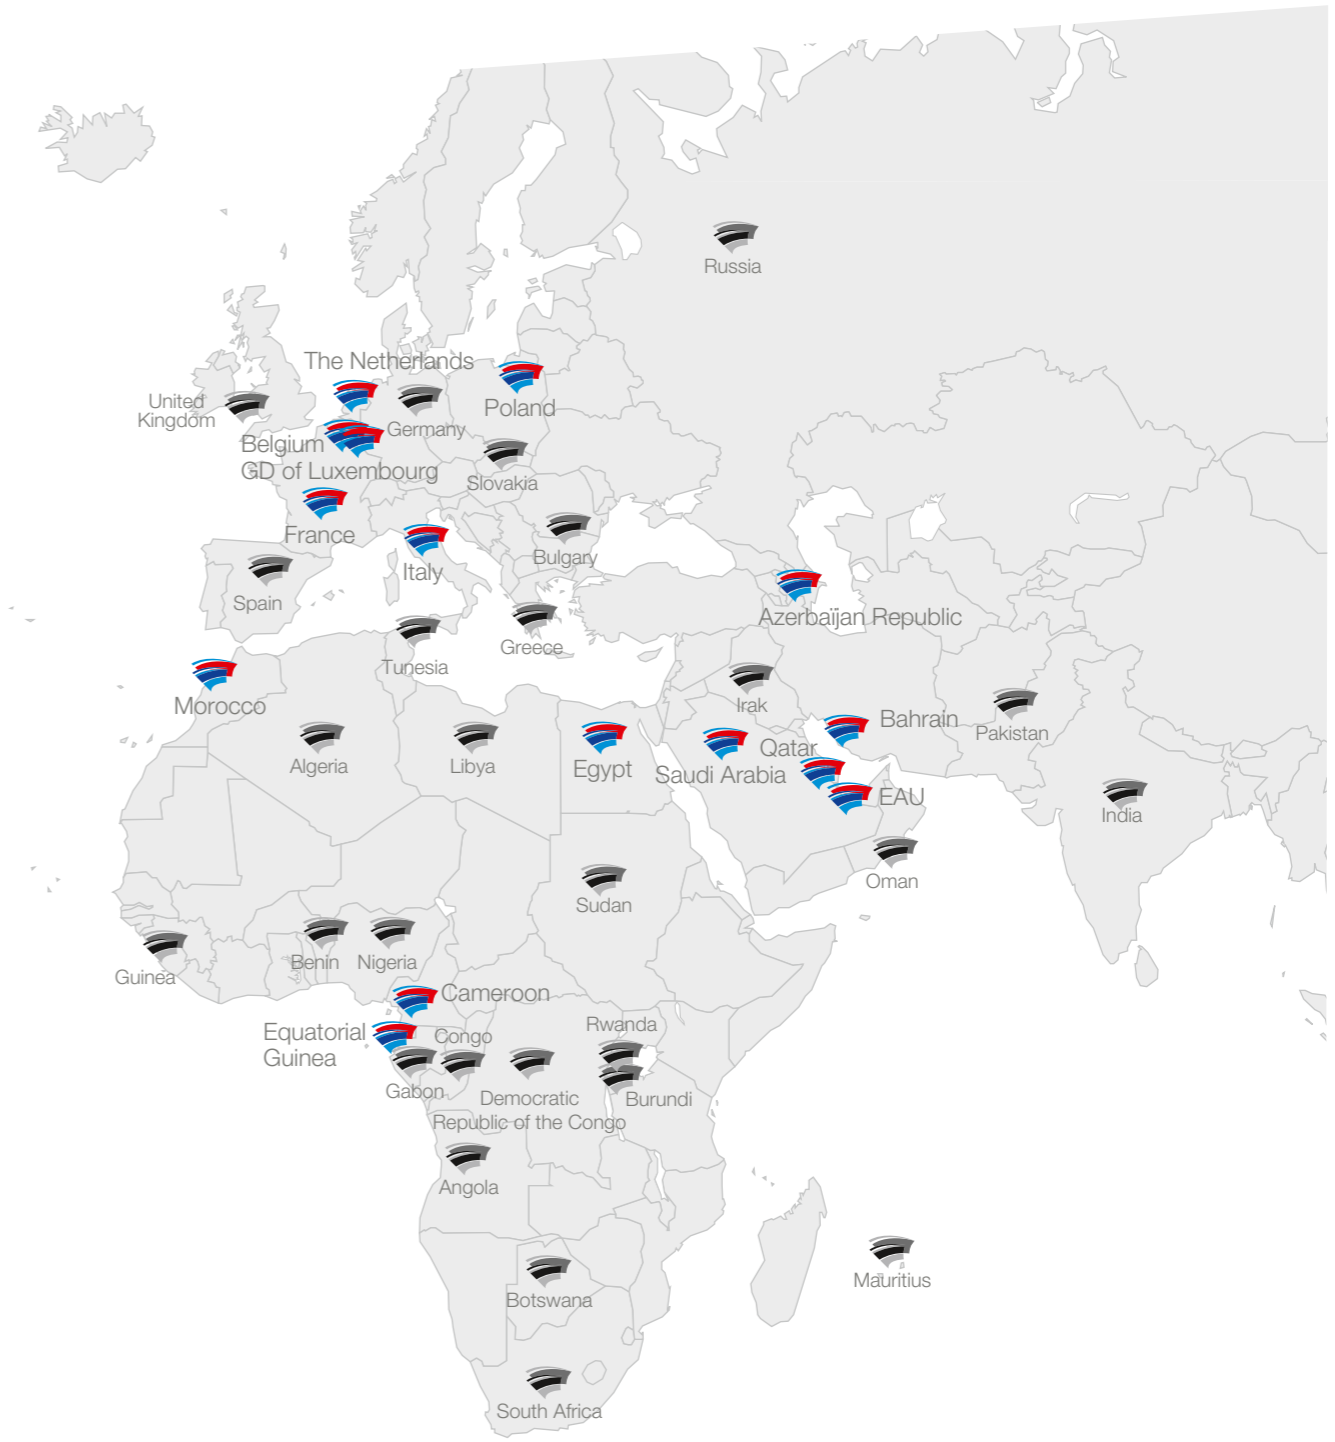 Russia
The Netherlands
United
Kingdom
Poland
Belgium
Germany
GD of Luxembourg
Slovakia
France
Italy
Bulgary
Spain
Azerbaïjan Republic
Greece
Tunesia
Morocco
Irak
Bahrain
Pakistan
Qatar
Algeria
Libya
Egypt
Saudi Arabia
EAU
India
Oman
Sudan
Benin
Nigeria
Guinea
Cameroon
Equatorial
Guinea
Congo
Rwanda
Gabon
Democratic
Republic of the Congo
Burundi
Angola
Mauritius
Botswana
South Africa